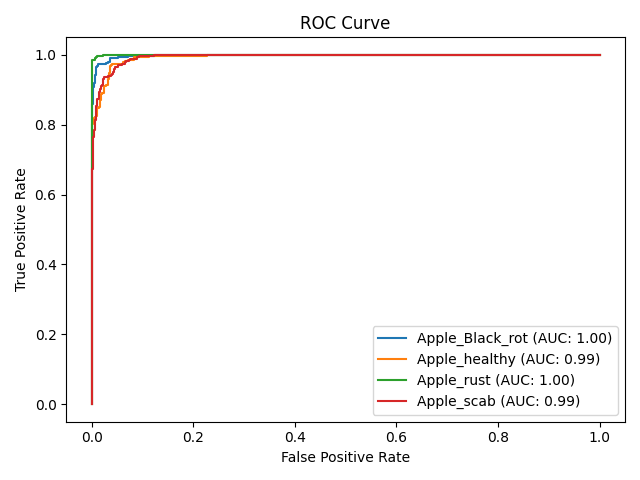 ROC Curve
True Positive Rate
1.0
0.8
0.6
0.4
0.2
0.0
Apple_Black_rot (AUC: 1.00)
Apple_healthy (AUC: 0.99)
Apple_rust (AUC: 1.00)
Apple_scab (AUC: 0.99)
0.0 0.2 0.4 0.6 0.8 1.0
False Positive Rate